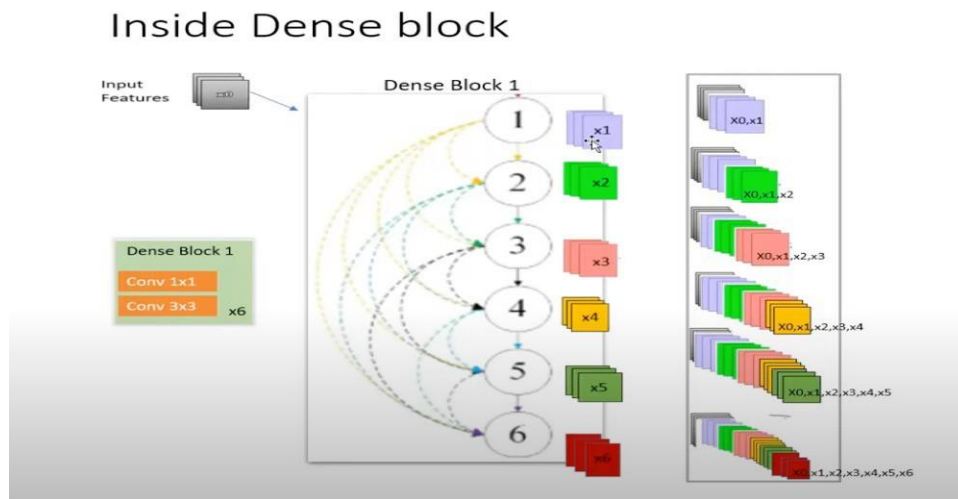 Inside Dense block
Input
Features
x0
Dense Block 1
1
x1
X0,x1
2
x2
X0,x1,x2
3
x3
X0,x1,x2,x3
Dense Block 1
Conv 1x1
Conv 3x3
x6
4
x4
X0,x1,x2,x3,x4
5
x5
X0,x1,x2,x3,x4,x5
6
x6
X0,x1,x2,x3,x4,x5,x6